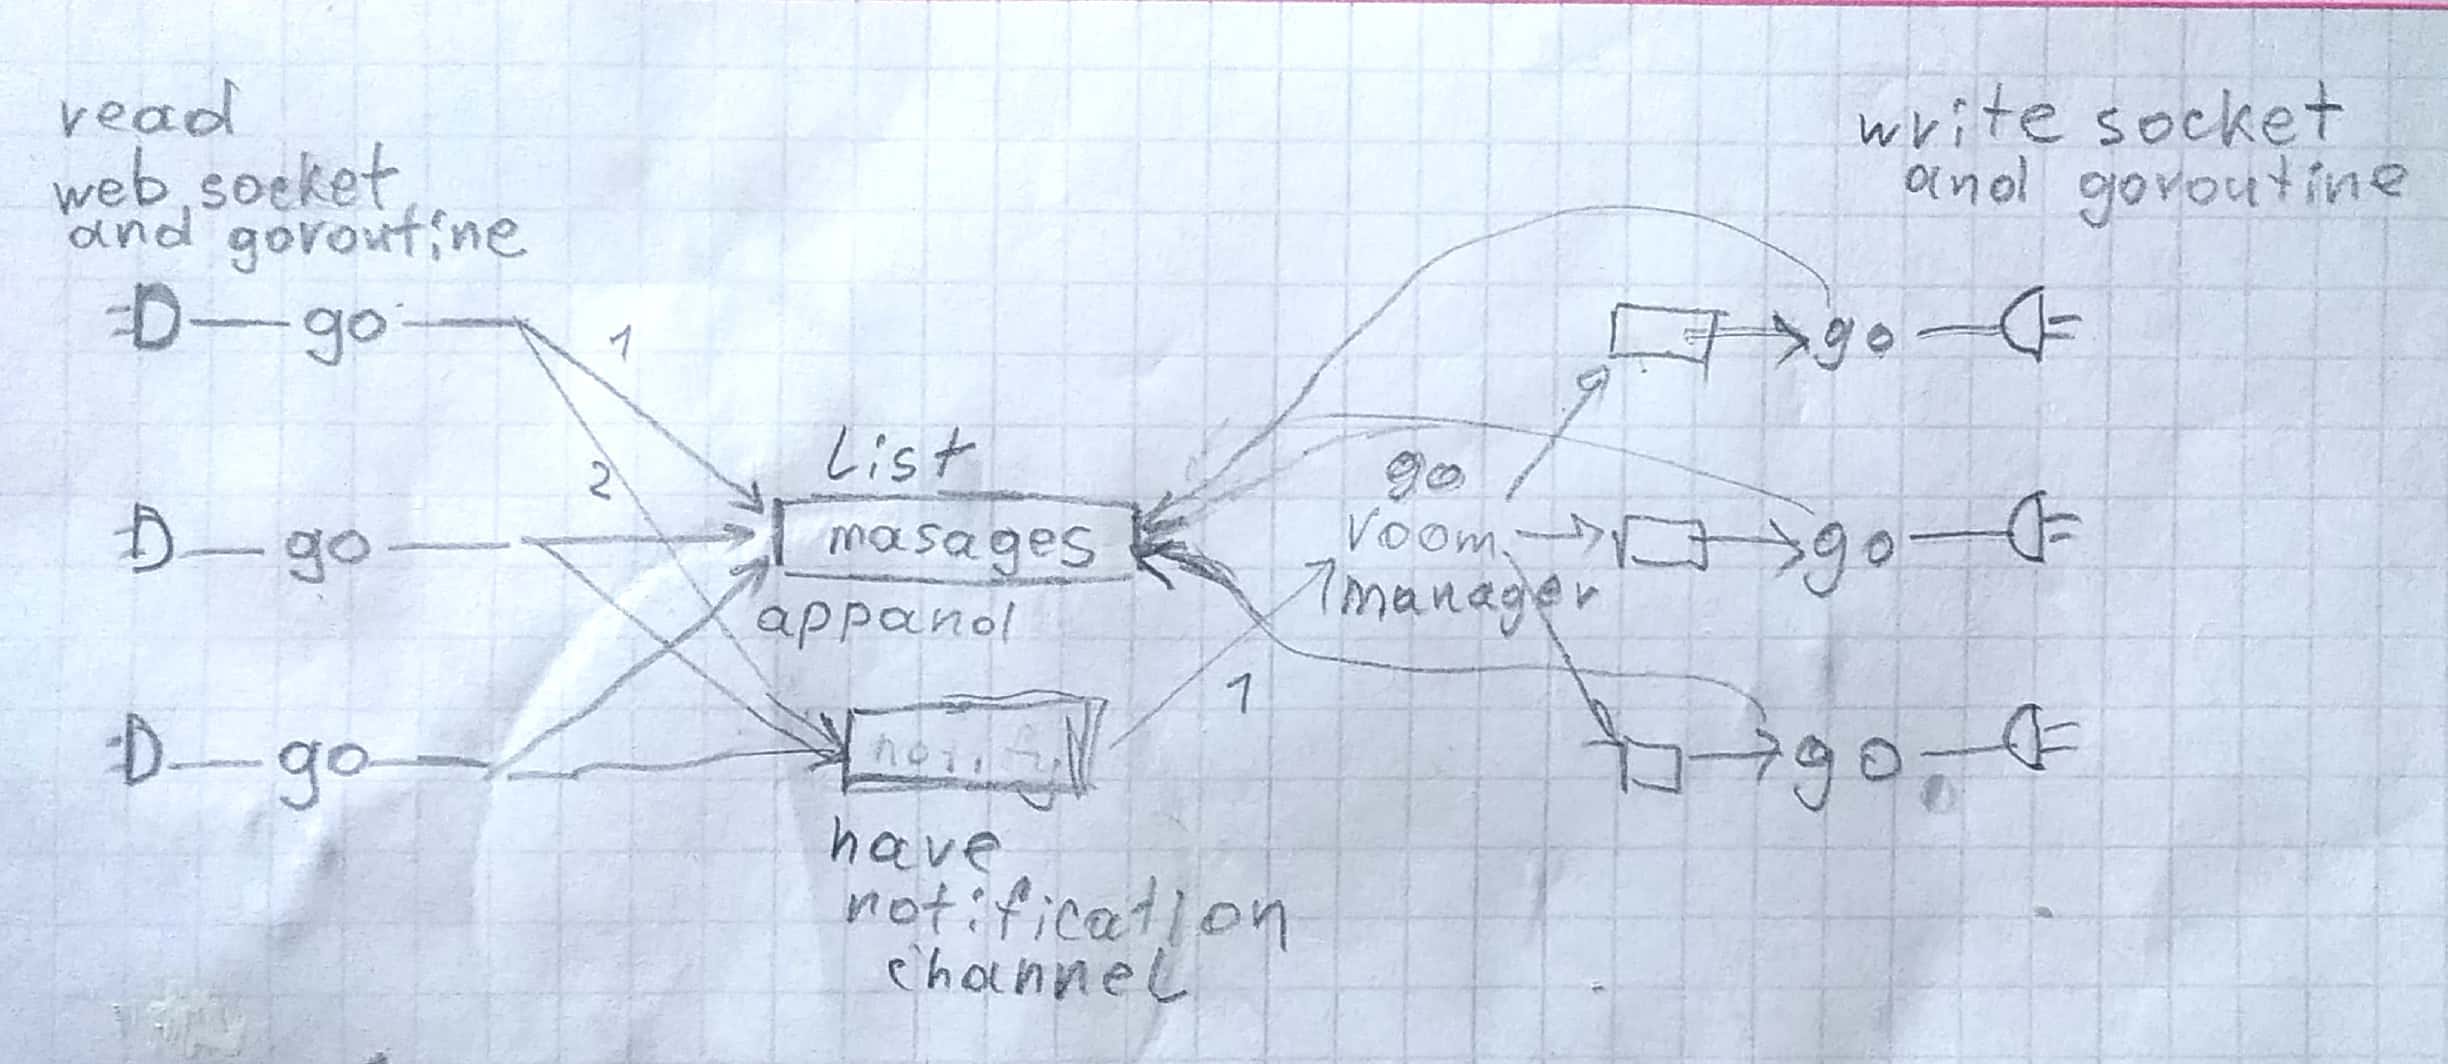 read
web socket
and goroutine
write socket
and goroutine
go
1
go
2
List
go
go
masages
room
go
appand
manager
go
1
notify
go
have
notification
channel